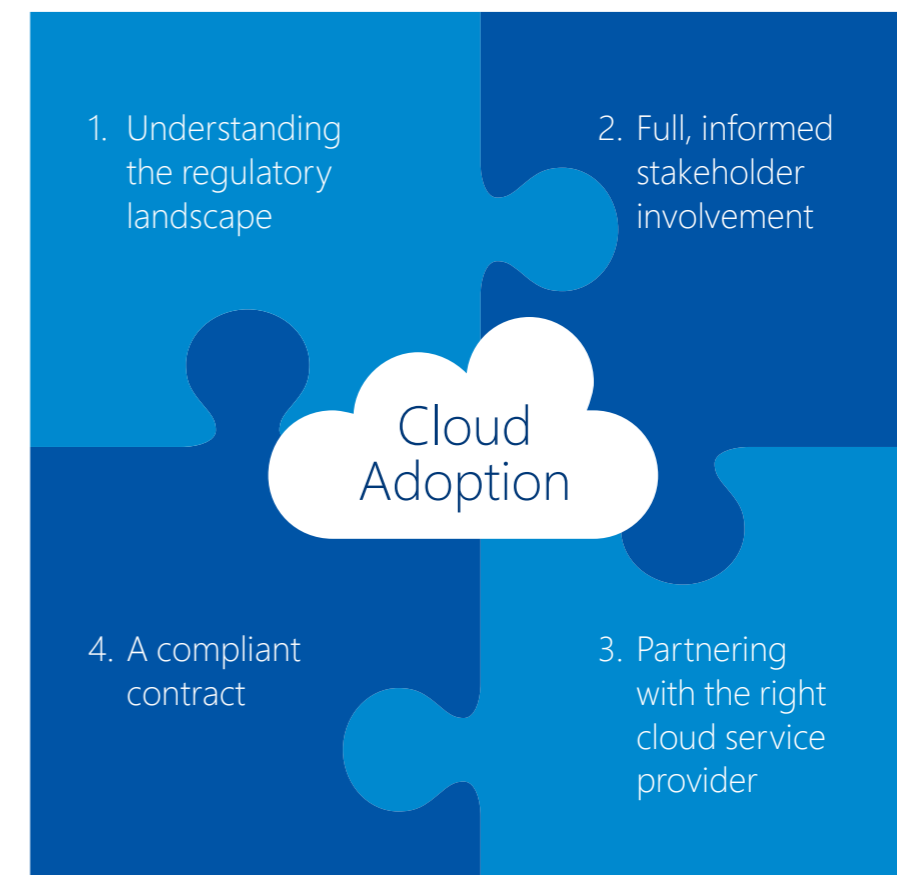 1. Understanding
the regulatory
landscape
2. Full, informed
stakeholder
involvement
Cloud
Adoption
4. A compliant
contract
3. Partnering
with the right
cloud service
provider